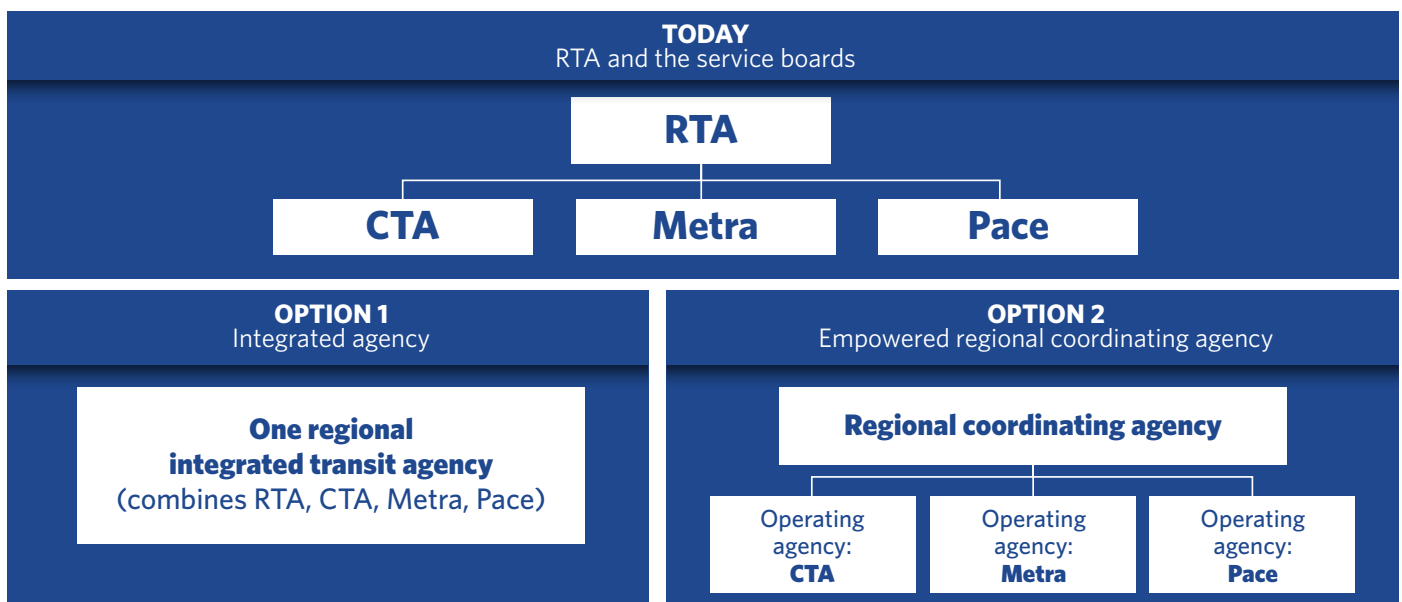 TODAY
RTA and the service boards
RTA
CTA
Metra
Pace
OPTION 1
Integrated agency
One regional
integrated transit agency
(combines RTA, CTA, Metra, Pace)
OPTION 2
Empowered regional coordinating agency
Regional coordinating agency
Operating
agency:
CTA
Operating
agency:
Metra
Operating
agency:
Pace